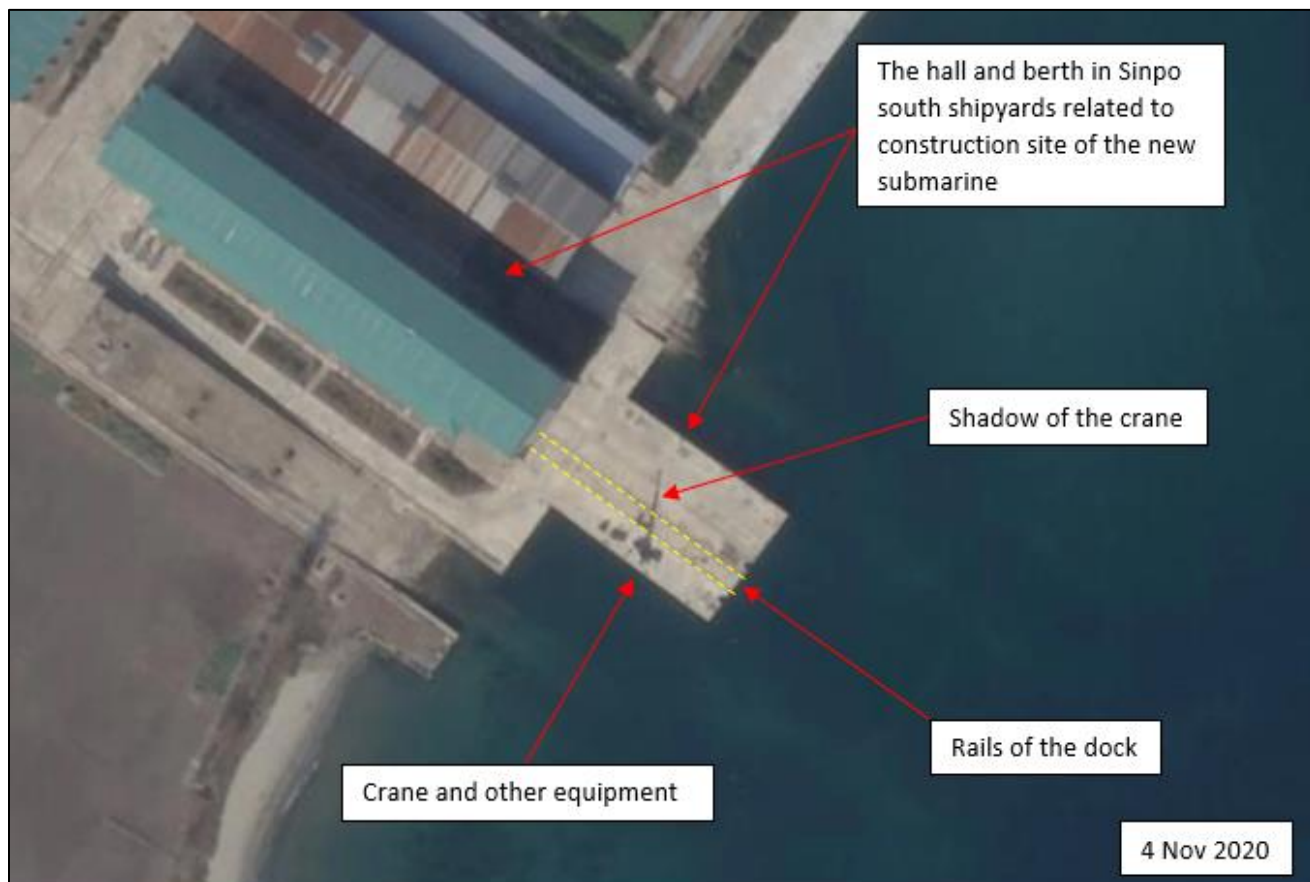 The hall and berth in Sinpo
south shipyards related to
construction site of the new
submarine
Shadow of the crane
Rails of the dock
Crane and other equipment
4 Nov 2020